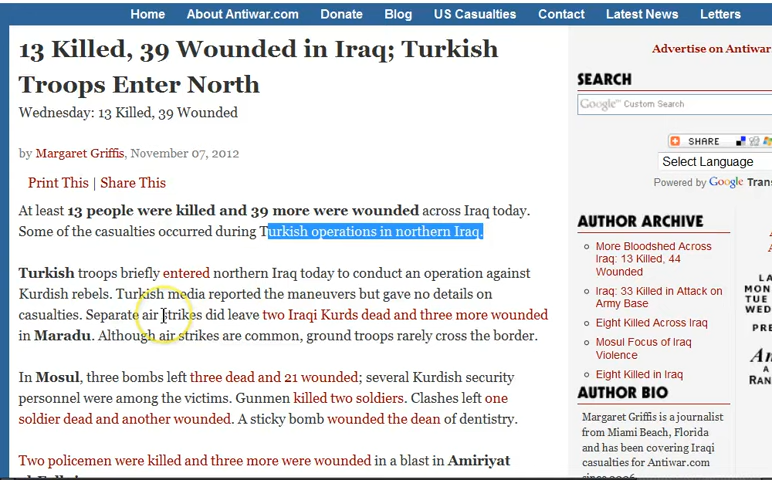 Home About Antiwar.com Donate Blog US Casualties Contact Latest News Letters
13 Killed, 39 Wounded in Iraq; Turkish
Troops Enter North
Wednesday: 13 Killed, 39 Wounded
by Margaret Griffis, November 07, 2012
Print This | Share This
At least 13 people were killed and 39 more were wounded across Iraq today.
Some of the casualties occurred during Turkish operations in northern Iraq.
Turkish troops briefly entered northern Iraq today to conduct an operation against
Kurdish rebels. Turkish media reported the maneuvers but gave no details on
casualties. Separate air strikes did leave two Iraqi Kurds dead and three more wounded
in Maradu. Although air strikes are common, ground troops rarely cross the border.
In Mosul, three bombs left three dead and 21 wounded; several Kurdish security
personnel were among the victims. Gunmen killed two soldiers. Clashes left one
soldier dead and another wounded. A sticky bomb wounded the dean of dentistry.
Two policemen were killed and three more were wounded in a blast in Amiriyat
Advertise on Antiwar.
SEARCH
Google Custom Search
SHARE
Select Language
Powered by Google Trans
AUTHOR ARCHIVE
More Bloodshed Across
Iraq: 13 Killed, 44
Wounded
Iraq: 33 Killed in Attack on
Army Base
Eight Killed Across Iraq
Mosul Focus of Iraqi
Violence
Eight Killed in Iraq
AUTHOR BIO
Margaret Griffis is a journalist
from Miami Beach, Florida
and has been covering Iraqi
casualties for Antiwar.com
since 2006.